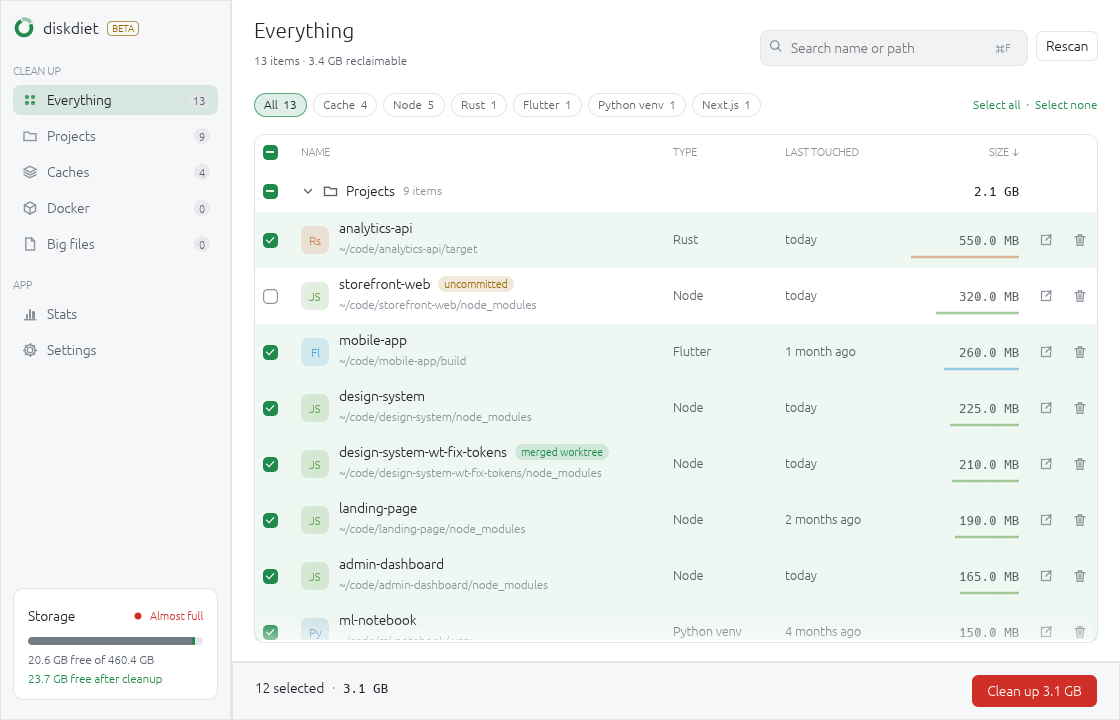 diskdiet BETA
CLEAN UP
Everything 13
Projects 9
Caches 4
Docker 0
Big files 0
APP
Stats
Settings
Storage Almost full
20.6 GB free of 460.4 GB
23.7 GB free after cleanup
Everything
13 items · 3.4 GB reclaimable
Search name or path ⌘F
Rescan
All 13 Cache 4 Node 5 Rust 1 Flutter 1 Python venv 1 Next.js 1
Select all · Select none
NAME TYPE LAST TOUCHED SIZE ↓
Projects 9 items 2.1 GB
Rs analytics-api Rust today 550.0 MB
~/code/analytics-api/target
JS storefront-web uncommitted Node today 320.0 MB
~/code/storefront-web/node_modules
Fl mobile-app Flutter 1 month ago 260.0 MB
~/code/mobile-app/build
JS design-system Node today 225.0 MB
~/code/design-system/node_modules
JS design-system-wt-fix-tokens merged worktree Node today 210.0 MB
~/code/design-system-wt-fix-tokens/node_modules
JS landing-page Node 2 months ago 190.0 MB
~/code/landing-page/node_modules
JS admin-dashboard Node today 165.0 MB
~/code/admin-dashboard/node_modules
Py ml-notebook Python venv 4 months ago 150.0 MB
12 selected · 3.1 GB
Clean up 3.1 GB